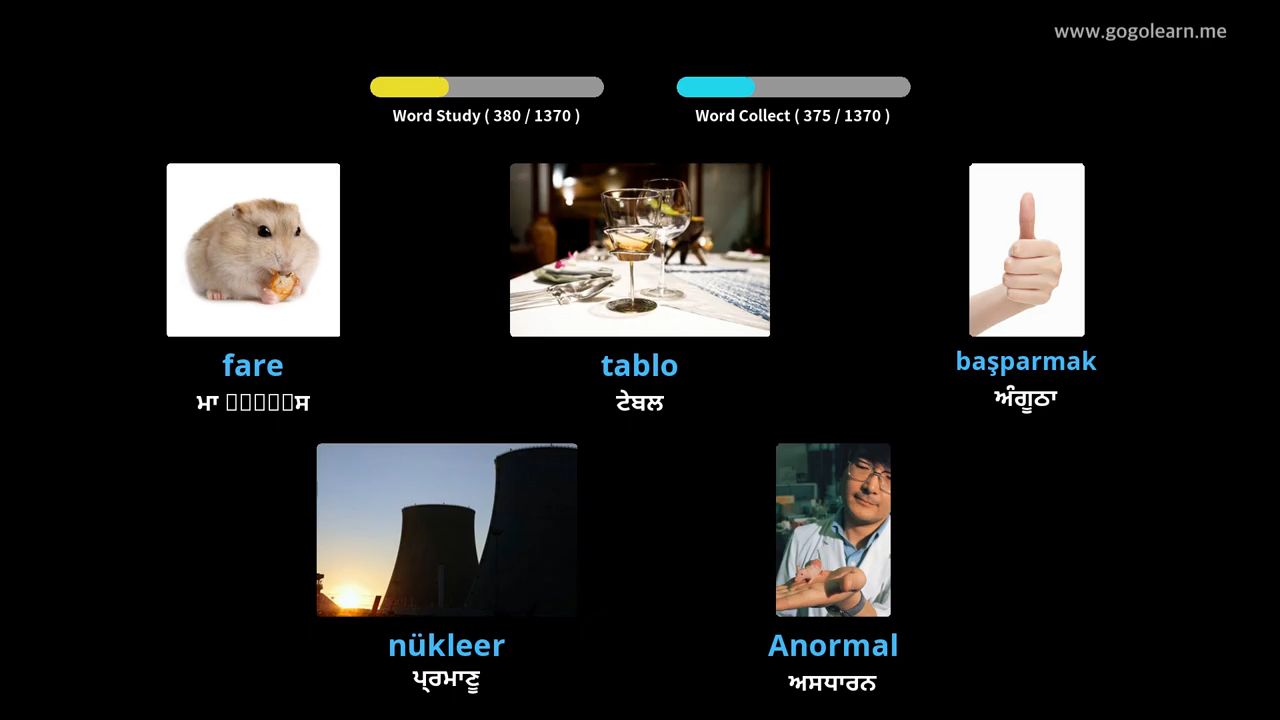 www.gogolearn.me
Word Study ( 380 / 1370 )
Word Collect ( 375 / 1370 )
fare
tablo
başparmak
ਮਾ
ਟੇਬਲ
ਅੰਗੂਠਾ
nükleer
Anormal
ਪ੍ਰਮਾਣੂ
ਅਸਧਾਰਨ